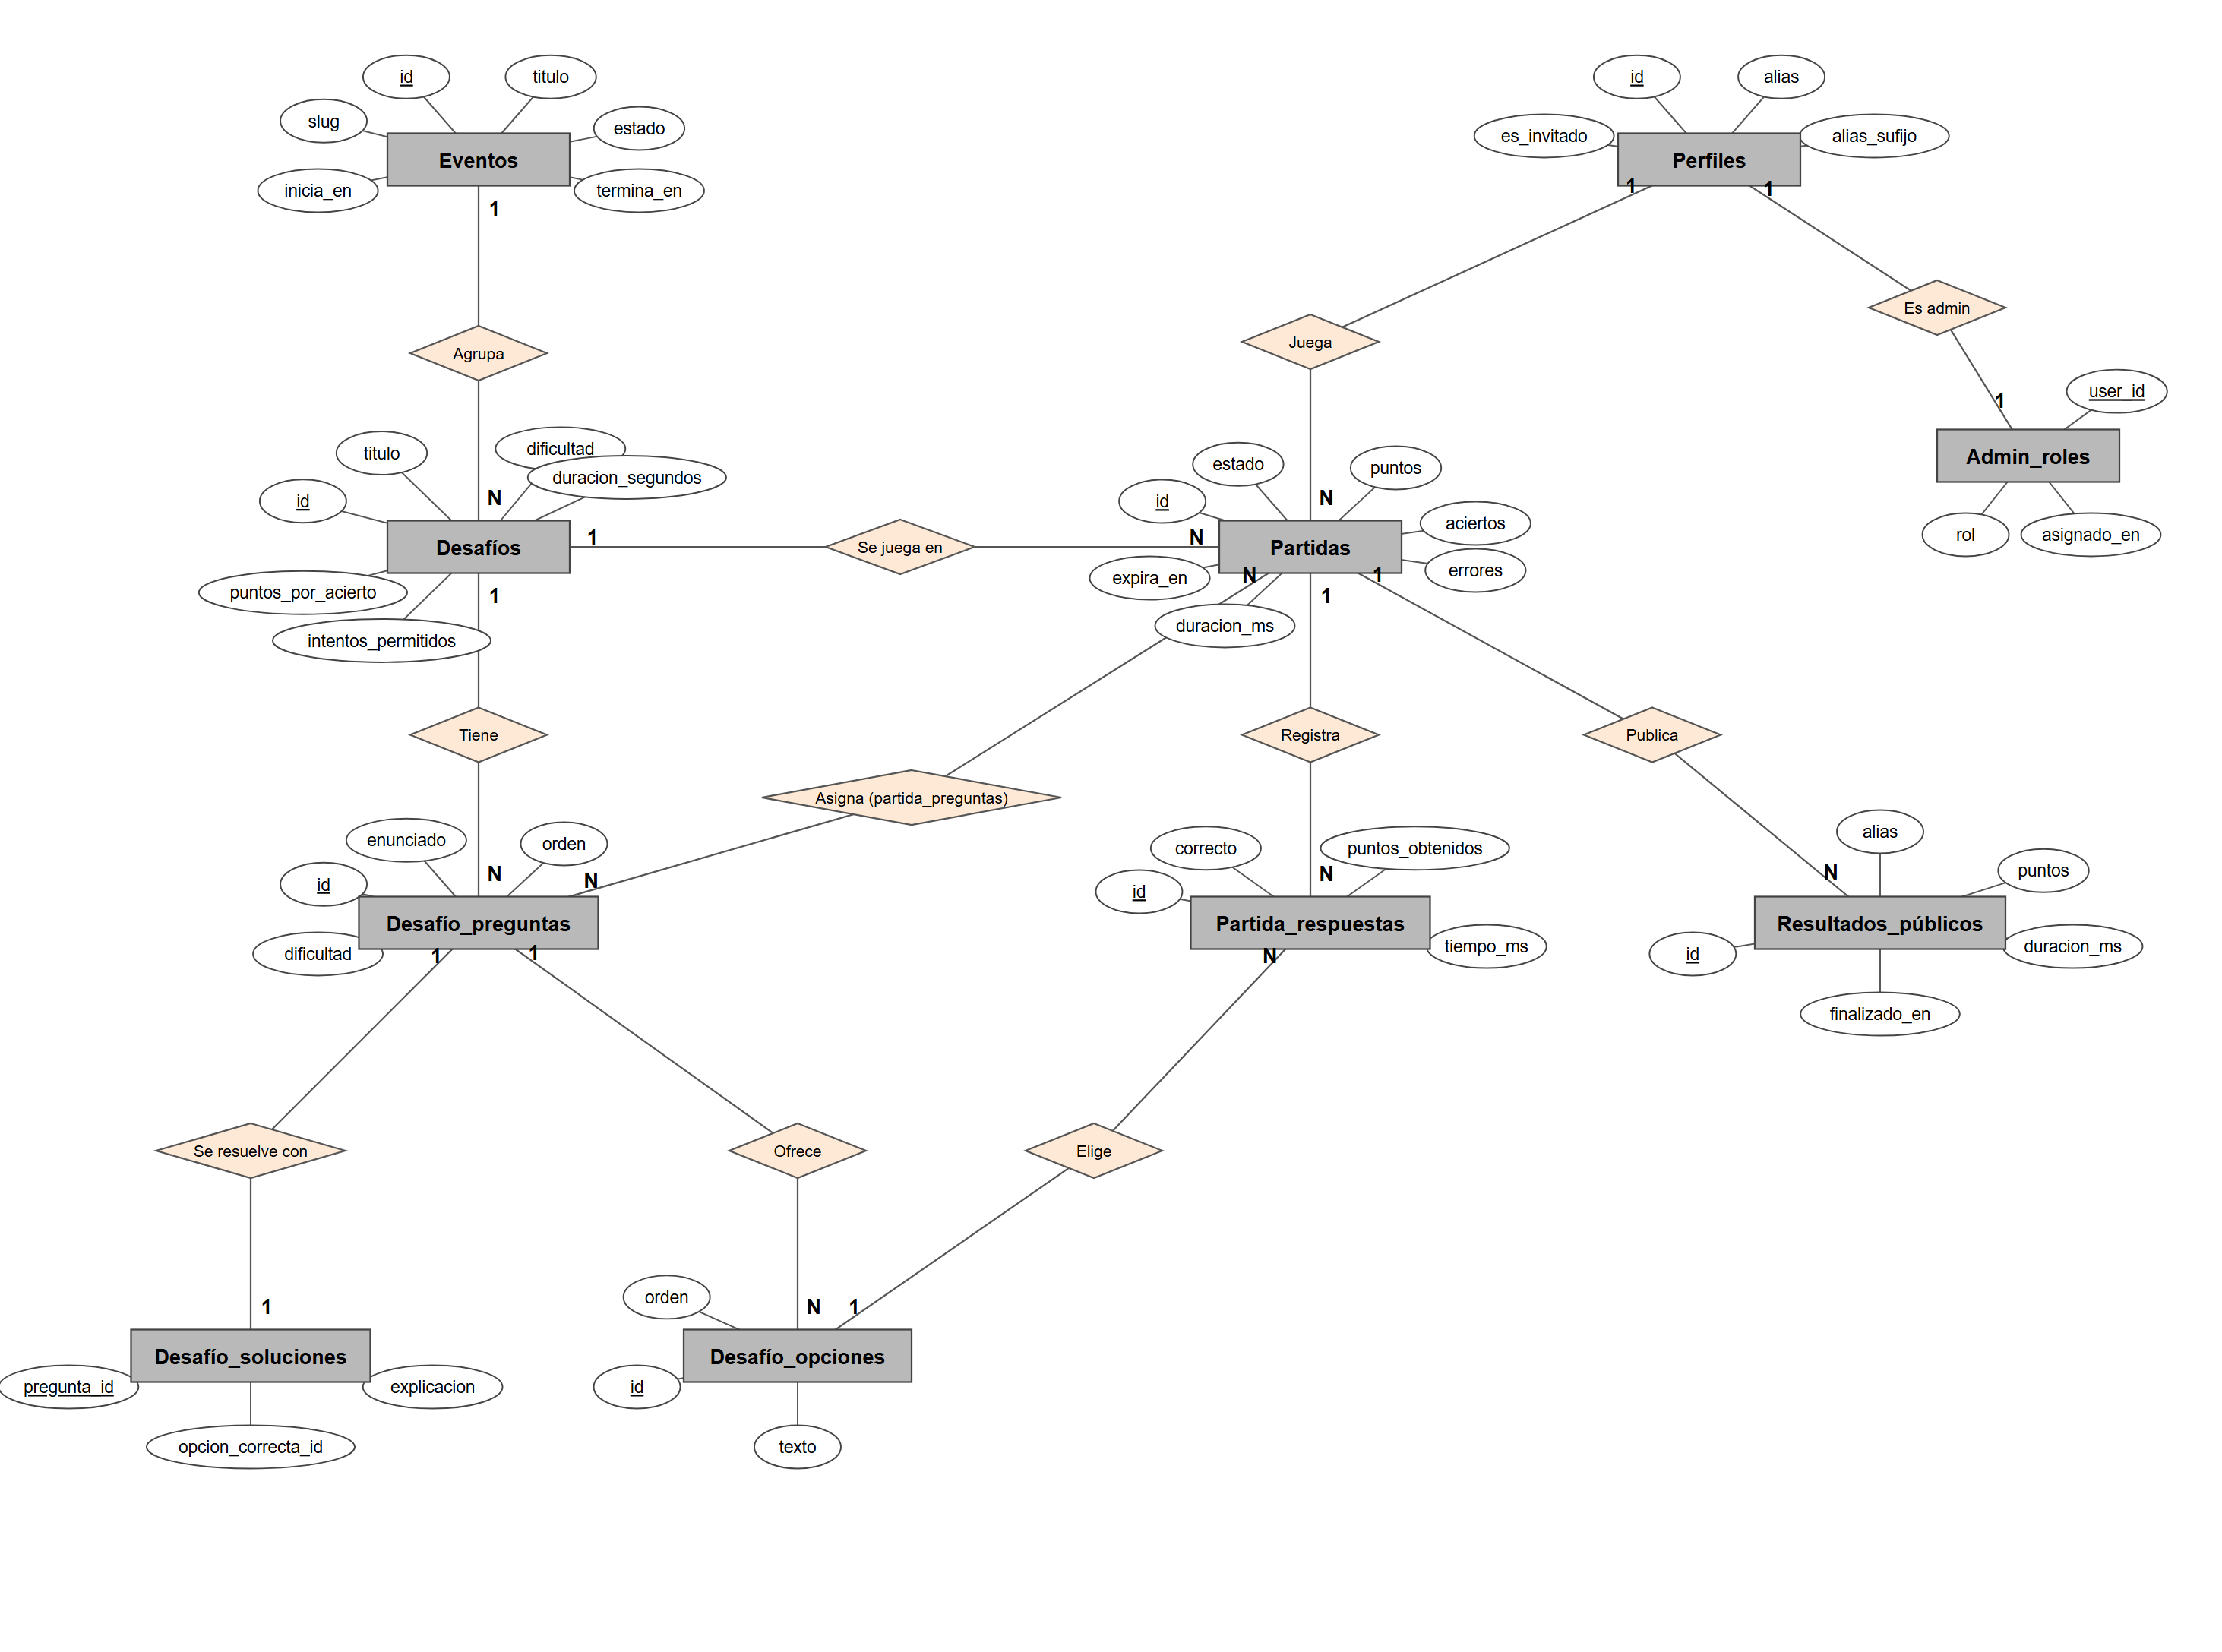 id
titulo
slug
estado
Eventos
inicia_en
termina_en
1
id
alias
es_invitado
alias_sufijo
Perfiles
1
1
Agrupa
Juega
Es admin
1
user_id
Admin_roles
rol
asignado_en
titulo
dificultad
duracion_segundos
id
N
Desafíos
1
puntos_por_acierto
1
intentos_permitidos
Se juega en
estado
puntos
id
N
aciertos
N
Partidas
expira_en
N
1
errores
1
duracion_ms
Tiene
Registra
Publica
Asigna (partida_preguntas)
enunciado
orden
id
N
N
Desafío_preguntas
dificultad
1
1
correcto
puntos_obtenidos
id
N
Partida_respuestas
tiempo_ms
N
alias
N
puntos
Resultados_públicos
id
duracion_ms
finalizado_en
Se resuelve con
Ofrece
Elige
1
Desafío_soluciones
pregunta_id
explicacion
opcion_correcta_id
orden
N
1
Desafío_opciones
id
texto